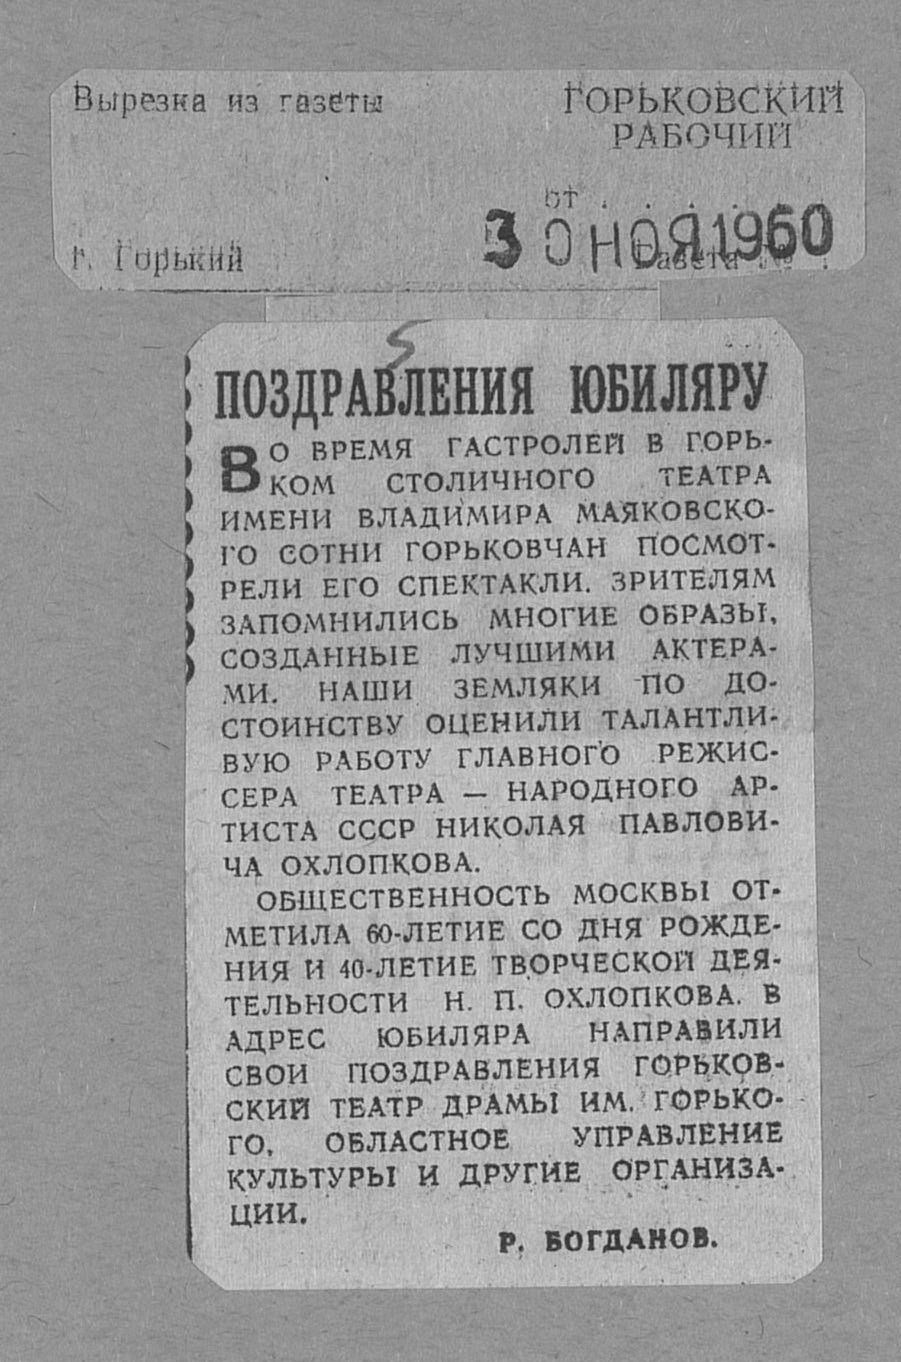 Вырезка из газеты
ГОРЬКОВСКИЙ
РАБОЧИЙ
от . . . . . .
30 НОЯ 1960
г. Горький
Газета №
5
ПОЗДРАВЛЕНИЯ ЮБИЛЯРУ
ВО ВРЕМЯ ГАСТРОЛЕЙ В ГОРЬ-
КОМ СТОЛИЧНОГО ТЕАТРА
ИМЕНИ ВЛАДИМИРА МАЯКОВСКО-
ГО СОТНИ ГОРЬКОВЧАН ПОСМОТ-
РЕЛИ ЕГО СПЕКТАКЛИ. ЗРИТЕЛЯМ
ЗАПОМНИЛИСЬ МНОГИЕ ОБРАЗЫ,
СОЗДАННЫЕ ЛУЧШИМИ АКТЕРА-
МИ. НАШИ ЗЕМЛЯКИ ПО ДО-
СТОИНСТВУ ОЦЕНИЛИ ТАЛАНТЛИ-
ВУЮ РАБОТУ ГЛАВНОГО РЕЖИС-
СЕРА ТЕАТРА — НАРОДНОГО АР-
ТИСТА СССР НИКОЛАЯ ПАВЛОВИ-
ЧА ОХЛОПКОВА.
ОБЩЕСТВЕННОСТЬ МОСКВЫ ОТ-
МЕТИЛА 60-ЛЕТИЕ СО ДНЯ РОЖДЕ-
НИЯ И 40-ЛЕТИЕ ТВОРЧЕСКОЙ ДЕЯ-
ТЕЛЬНОСТИ Н. П. ОХЛОПКОВА. В
АДРЕС ЮБИЛЯРА НАПРАВИЛИ
СВОИ ПОЗДРАВЛЕНИЯ ГОРЬКОВ-
СКИЙ ТЕАТР ДРАМЫ ИМ. ГОРЬКО-
ГО, ОБЛАСТНОЕ УПРАВЛЕНИЕ
КУЛЬТУРЫ И ДРУГИЕ ОРГАНИЗА-
ЦИИ.
Р. БОГДАНОВ.